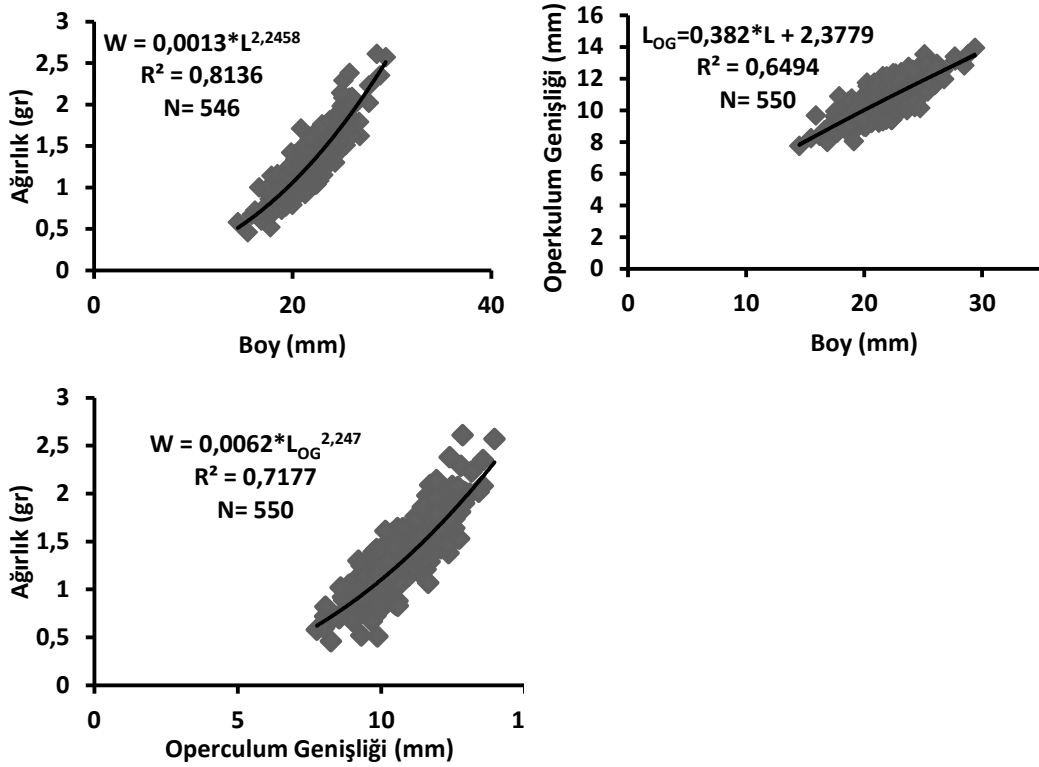 W = 0,0013*L^2,2458
R² = 0,8136
N= 546
3
2,5
2
1,5
1
0,5
0
Ağırlık (gr)
0 20 40
Boy (mm)
L_OG=0,382*L + 2,3779
R² = 0,6494
N= 550
16
14
12
10
8
6
4
2
0
Operkulum Genişliği (mm)
0 10 20 30
Boy (mm)
W = 0,0062*L_OG^2,247
R² = 0,7177
N= 550
3
2,5
2
1,5
1
0,5
0
Ağırlık (gr)
0 5 10 1
Operculum Genişliği (mm)